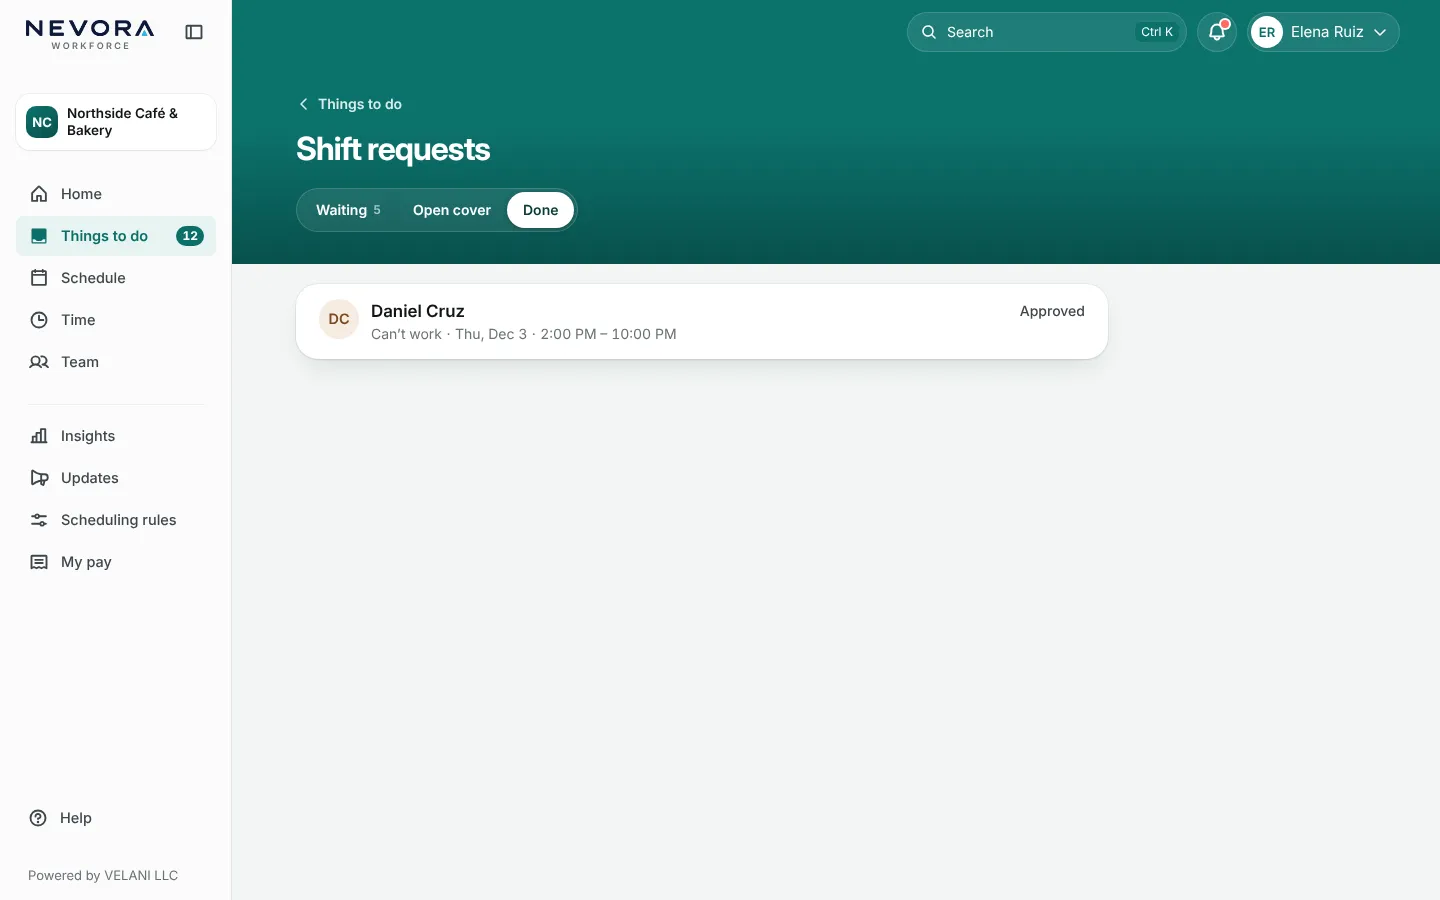 NEVORA
WORKFORCE
Search
Ctrl K
ER
Elena Ruiz
NC
Northside Café &
Bakery
Home
Things to do
12
Schedule
Time
Team
Insights
Updates
Scheduling rules
My pay
Help
Powered by VELANI LLC
Things to do
Shift requests
Waiting 5
Open cover
Done
DC
Daniel Cruz
Approved
Can’t work · Thu, Dec 3 · 2:00 PM – 10:00 PM